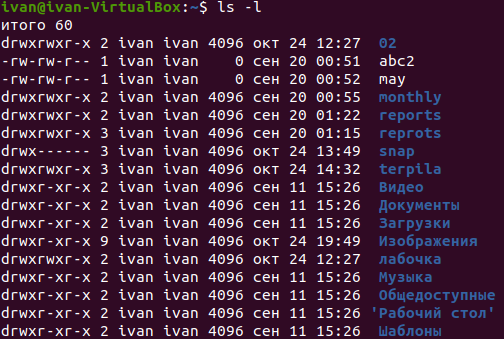 ivan@ivan-VirtualBox:~$ ls -l
итого 60
drwxrwxr-x 2 ivan ivan 4096 окт 24 12:27  02
-rw-rw-r-- 1 ivan ivan    0 сен 20 00:51  abc2
-rw-rw-r-- 1 ivan ivan    0 сен 20 00:52  may
drwxrwxr-x 2 ivan ivan 4096 сен 20 00:55  monthly
drwxrwxr-x 2 ivan ivan 4096 сен 20 01:22  reports
drwxrwxr-x 3 ivan ivan 4096 сен 20 01:15  reprots
drwx------ 3 ivan ivan 4096 окт 24 13:49  snap
drwxrwxr-x 3 ivan ivan 4096 окт 24 14:32  terpila
drwxr-xr-x 2 ivan ivan 4096 сен 11 15:26  Видео
drwxr-xr-x 2 ivan ivan 4096 сен 11 15:26  Документы
drwxr-xr-x 2 ivan ivan 4096 сен 11 15:26  Загрузки
drwxr-xr-x 9 ivan ivan 4096 окт 24 19:49  Изображения
drwxrwxr-x 2 ivan ivan 4096 окт 24 12:27  лабочка
drwxr-xr-x 2 ivan ivan 4096 сен 11 15:26  Музыка
drwxr-xr-x 2 ivan ivan 4096 сен 11 15:26  Общедоступные
drwxr-xr-x 2 ivan ivan 4096 сен 11 15:26 'Рабочий стол'
drwxr-xr-x 2 ivan ivan 4096 сен 11 15:26  Шаблоны